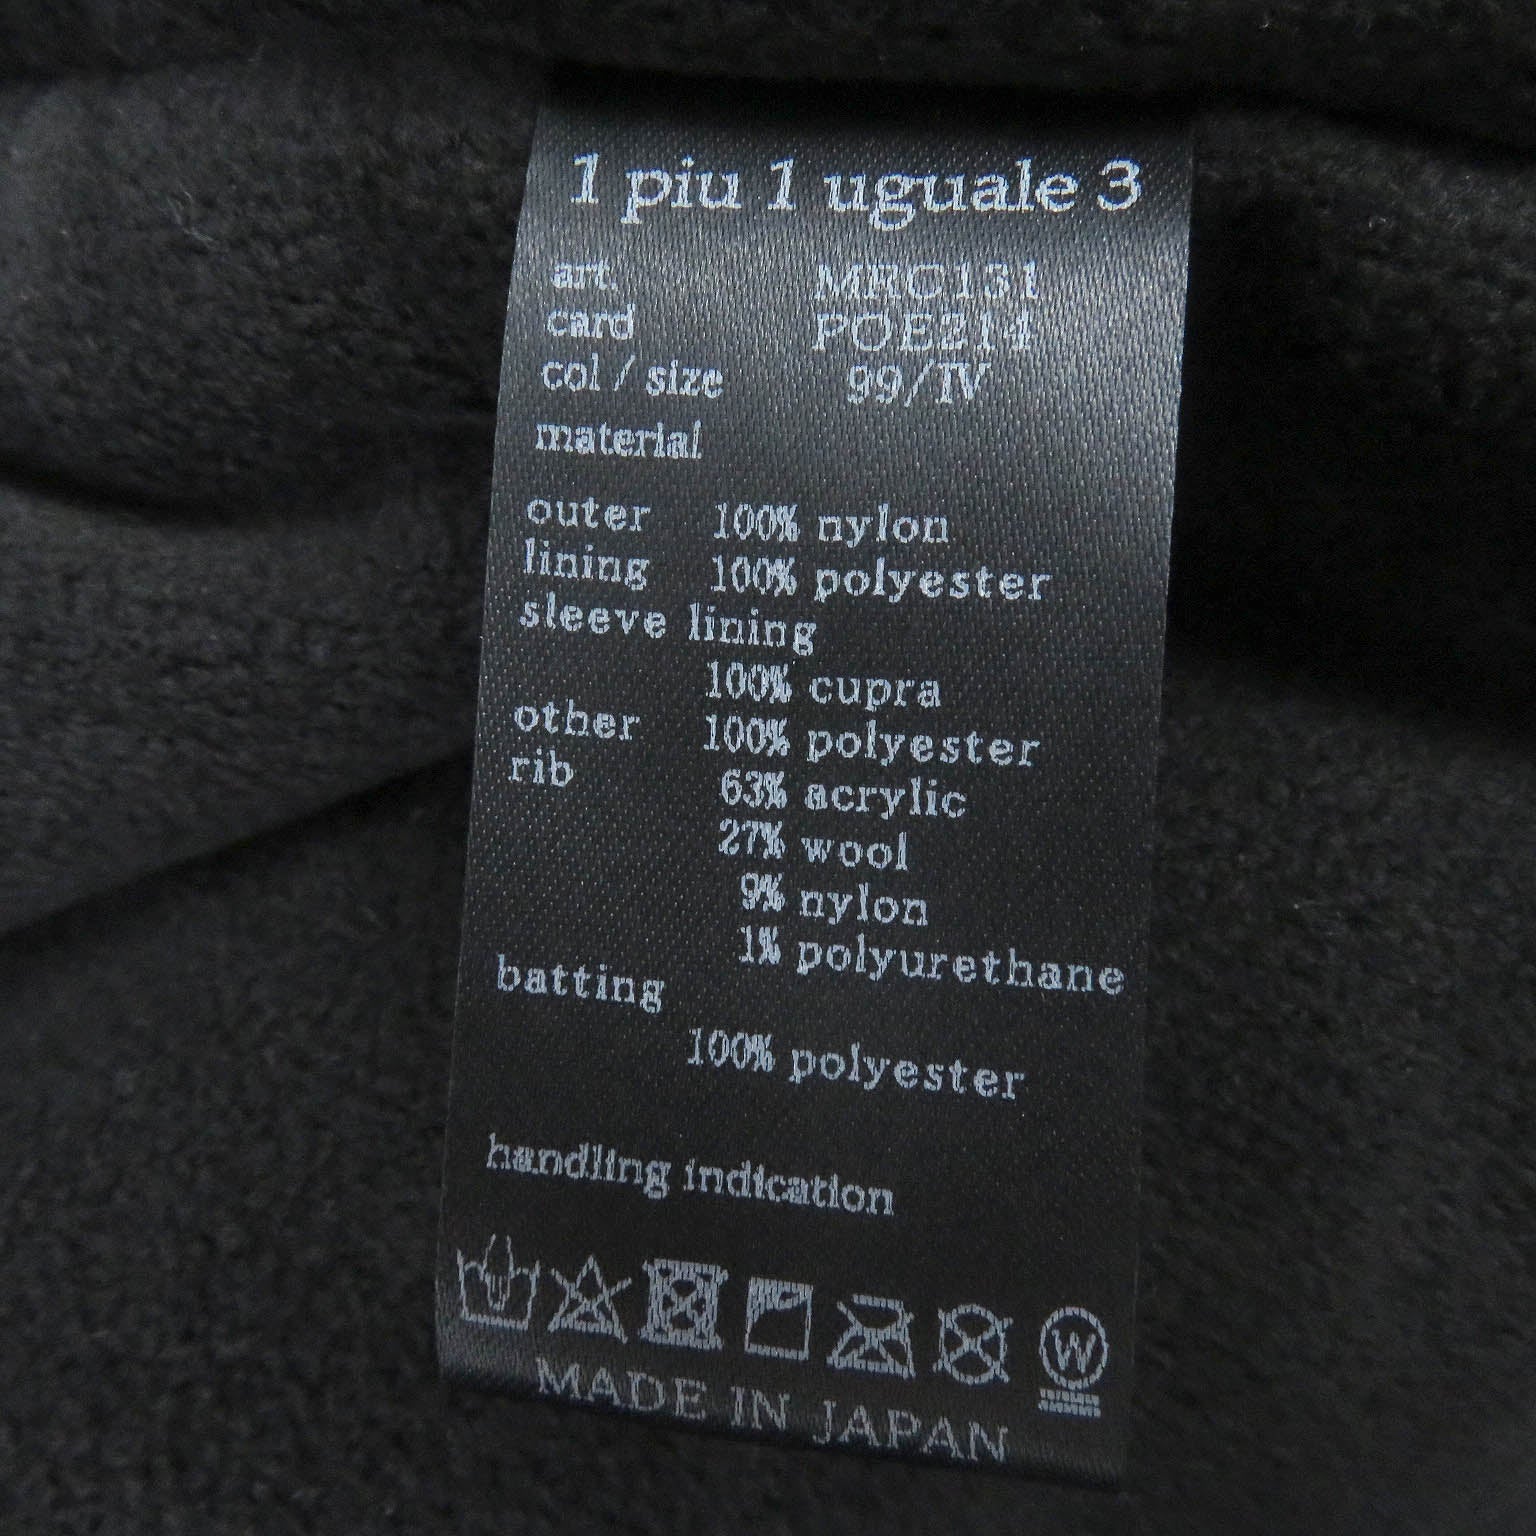 1 piu 1 uguale 3
art. MRC131
card POE214
col / size 99/IV
material
outer 100% nylon
lining 100% polyester
sleeve lining
100% cupra
other 100% polyester
rib 63% acrylic
27% wool
9% nylon
1% polyurethane
batting
100% polyester
handling indication
W
MADE IN JAPAN